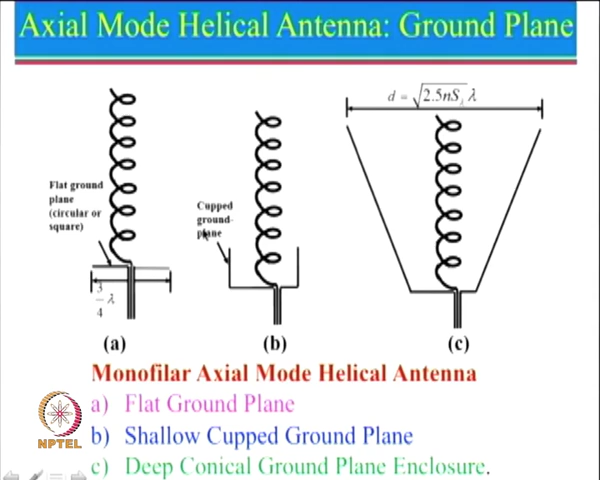 Axial Mode Helical Antenna: Ground Plane
d = √2.5nSλ λ
Flat ground
plane
(circular or
square)
Cupped
ground-
plane
3/4 λ
(a)
(b)
(c)
Monofilar Axial Mode Helical Antenna
a) Flat Ground Plane
b) Shallow Cupped Ground Plane
c) Deep Conical Ground Plane Enclosure.
NPTEL